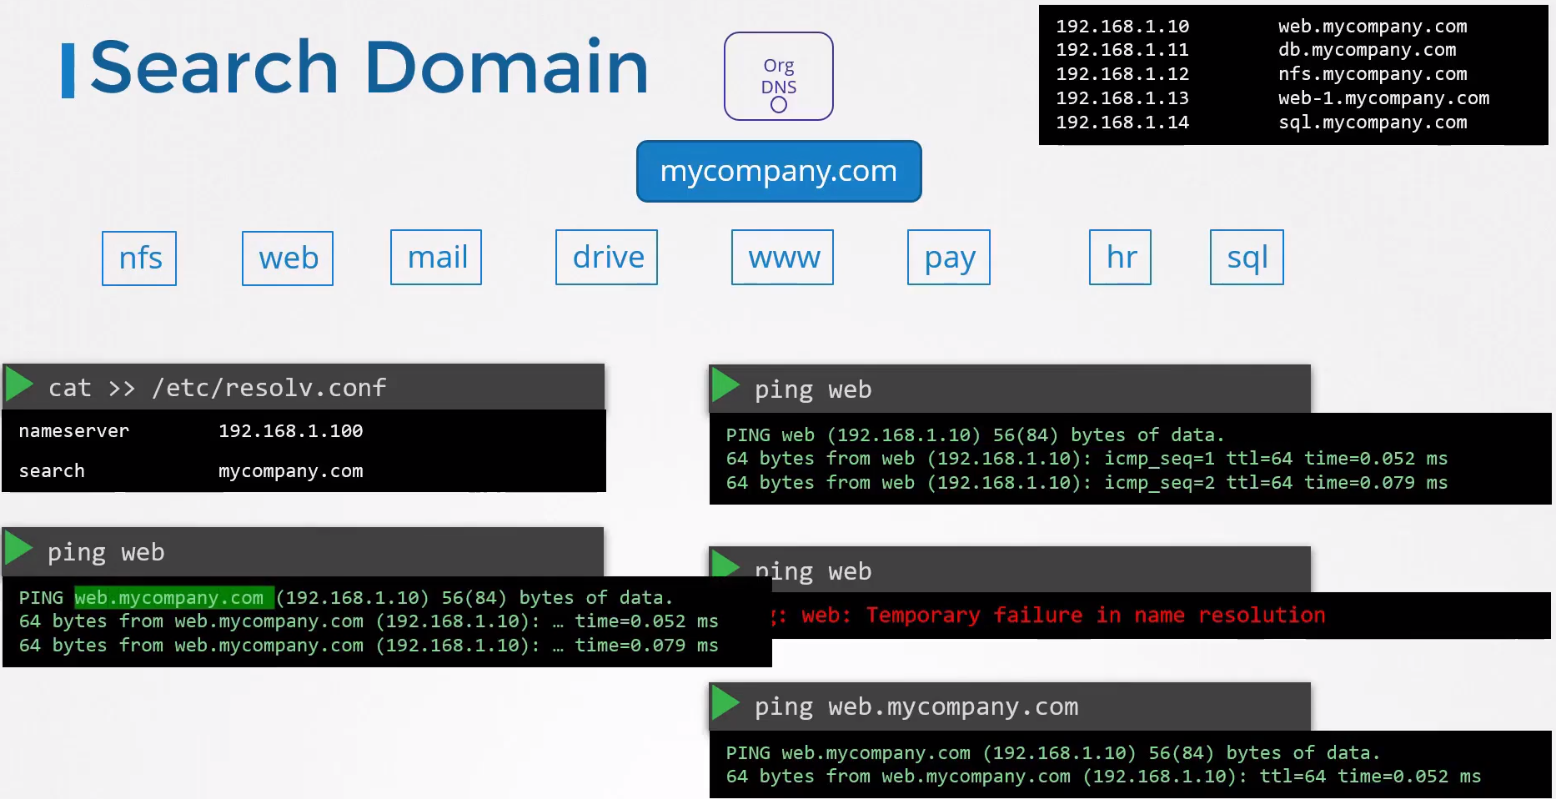 Search Domain
Org
DNS
192.168.1.10 web.mycompany.com
192.168.1.11 db.mycompany.com
192.168.1.12 nfs.mycompany.com
192.168.1.13 web-1.mycompany.com
192.168.1.14 sql.mycompany.com
mycompany.com
nfs
web
mail
drive
www
pay
hr
sql
cat >> /etc/resolv.conf
nameserver 192.168.1.100
search mycompany.com
ping web
PING web.mycompany.com (192.168.1.10) 56(84) bytes of data.
64 bytes from web.mycompany.com (192.168.1.10): … time=0.052 ms
64 bytes from web.mycompany.com (192.168.1.10): … time=0.079 ms
ping web
PING web (192.168.1.10) 56(84) bytes of data.
64 bytes from web (192.168.1.10): icmp_seq=1 ttl=64 time=0.052 ms
64 bytes from web (192.168.1.10): icmp_seq=2 ttl=64 time=0.079 ms
ping web
web: Temporary failure in name resolution
ping web.mycompany.com
PING web.mycompany.com (192.168.1.10) 56(84) bytes of data.
64 bytes from web.mycompany.com (192.168.1.10): ttl=64 time=0.052 ms